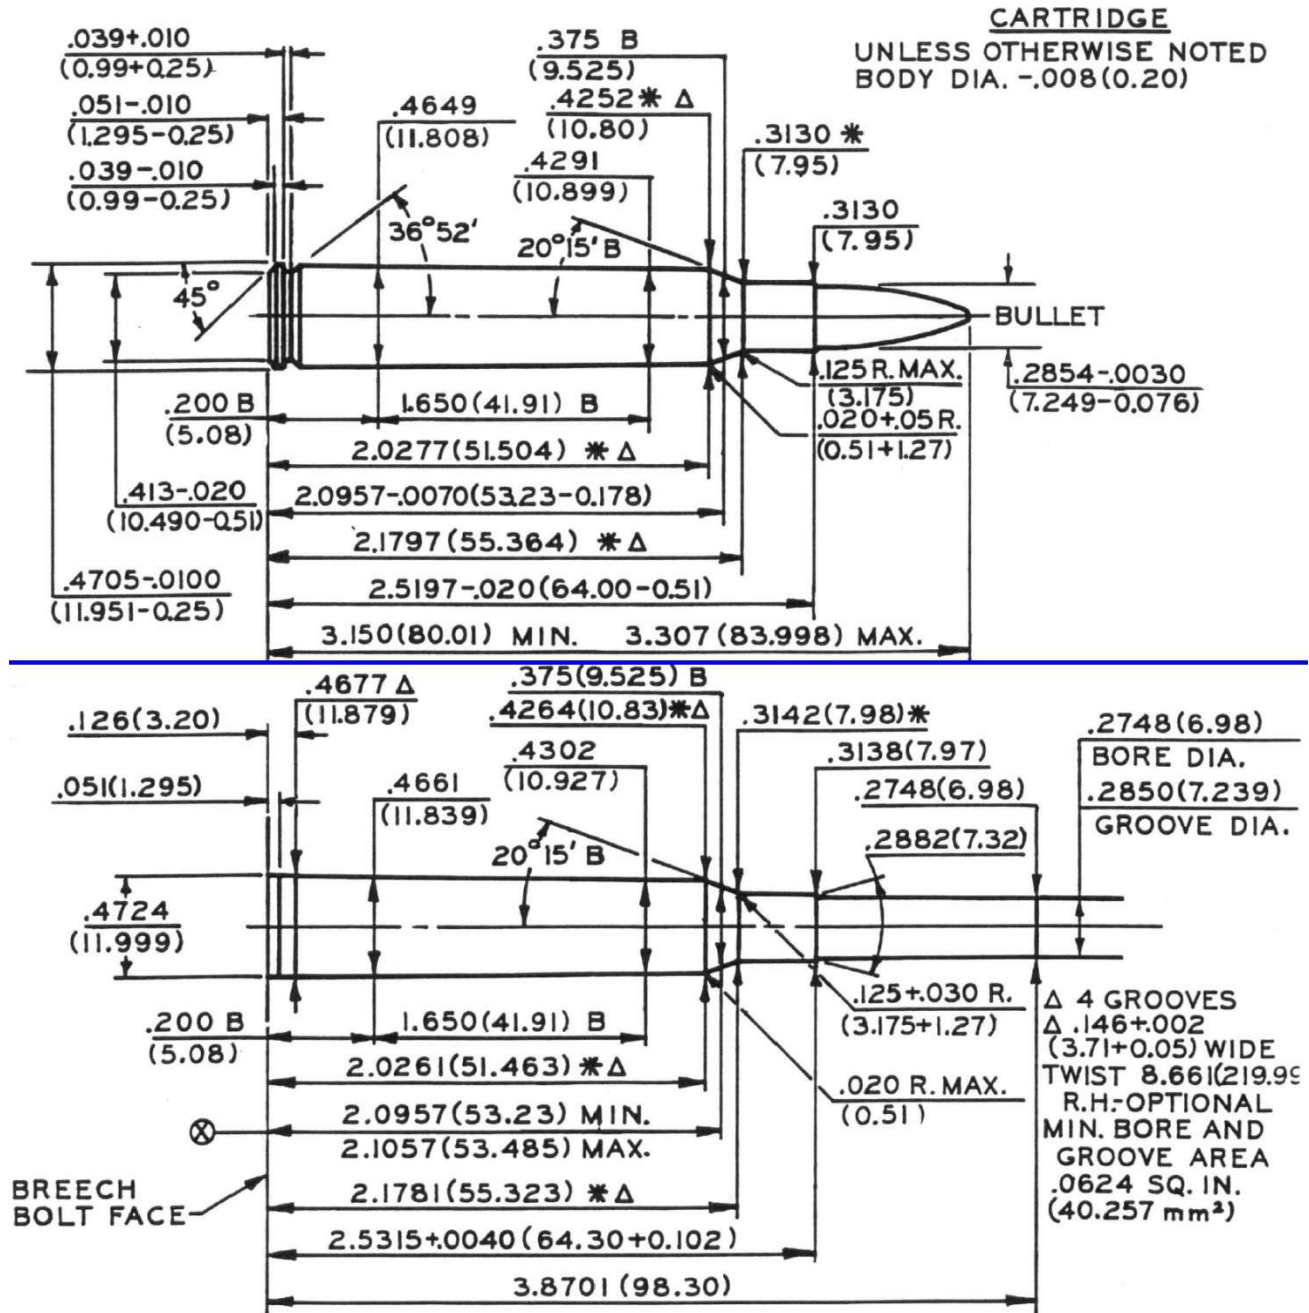 CARTRIDGE
UNLESS OTHERWISE NOTED
BODY DIA. -.008(0.20)
.039+.010
(0.99+0.25)
.051-.010
(1.295-0.25)
.039-.010
(0.99-0.25)
.4649
(11.808)
.375 B
(9.525)
.4252* Δ
(10.80)
.4291
(10.899)
.3130 *
(7.95)
.3130
(7.95)
36°52'
20°15' B
45°
BULLET
.2854-.0030
(7.249-0.076)
.125 R. MAX.
(3.175)
.020+.05 R.
(0.51+1.27)
.200 B
(5.08)
1.650(41.91) B
2.0277(51.504) * Δ
.413-.020
(10.490-0.51)
2.0957-.0070(53.23-0.178)
2.1797(55.364) * Δ
.4705-.0100
(11.951-0.25)
2.5197-.020(64.00-0.51)
3.150(80.01) MIN. 3.307(83.998) MAX.
.4677 Δ
(11.879)
.126(3.20)
.051(1.295)
.375(9.525) B
.4264(10.83)*Δ
.4302
(10.927)
.4661
(11.839)
.3142(7.98)*
.3138(7.97)
.2748(6.98)
.2748(6.98)
BORE DIA.
.2850(7.239)
GROOVE DIA.
.2882(7.32)
20°15' B
.4724
(11.999)
.200 B
(5.08)
1.650(41.91) B
2.0261(51.463) *Δ
.125+.030 R.
(3.175+1.27)
.020 R. MAX.
(0.51)
Δ 4 GROOVES
Δ .146+.002
(3.71+0.05) WIDE
TWIST 8.661(219.99
R.H.-OPTIONAL
MIN. BORE AND
GROOVE AREA
.0624 SQ. IN.
(40.257 mm²)
2.0957(53.23) MIN.
2.1057(53.485) MAX.
BREECH
BOLT FACE
2.1781(55.323) *Δ
2.5315+.0040(64.30+0.102)
3.8701(98.30)